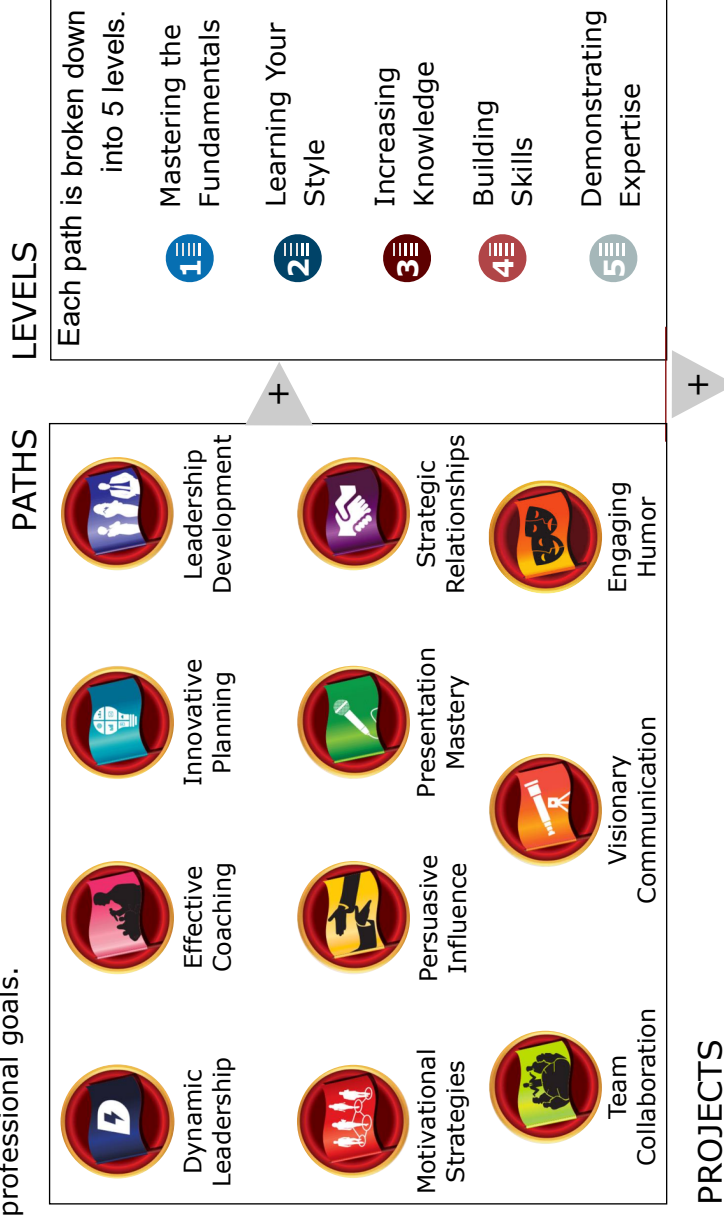 professional goals.
PATHS
Dynamic
Leadership
Effective
Coaching
Innovative
Planning
Leadership
Development
Motivational
Strategies
Persuasive
Influence
Presentation
Mastery
Strategic
Relationships
Team
Collaboration
Visionary
Communication
Engaging
Humor
+
LEVELS
Each path is broken down
into 5 levels.
1 Mastering the
Fundamentals
2 Learning Your
Style
3 Increasing
Knowledge
4 Building
Skills
5 Demonstrating
Expertise
+
PROJECTS